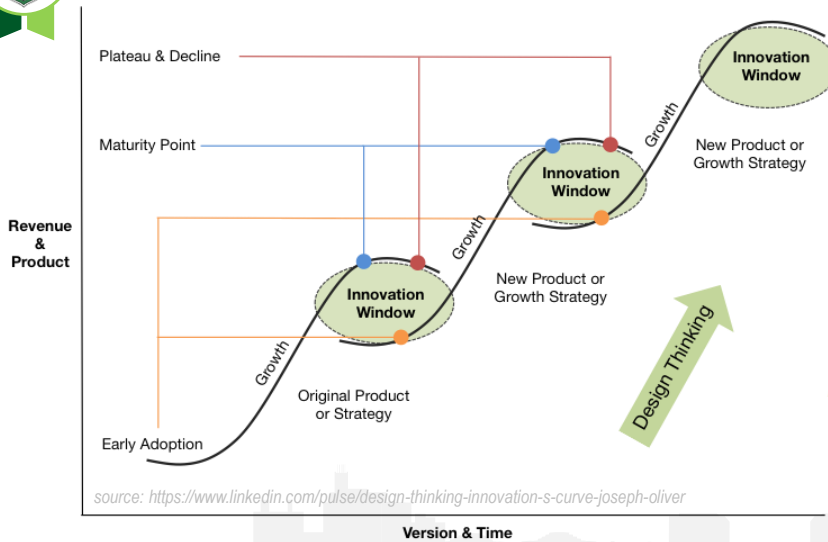 Plateau & Decline
Innovation
Window
Maturity Point
Growth
New Product or
Growth Strategy
Innovation
Window
Revenue
&
Product
Growth
New Product or
Growth Strategy
Innovation
Window
Growth
Original Product
or Strategy
Design Thinking
Early Adoption
source: https://www.linkedin.com/pulse/design-thinking-innovation-s-curve-joseph-oliver
Version & Time